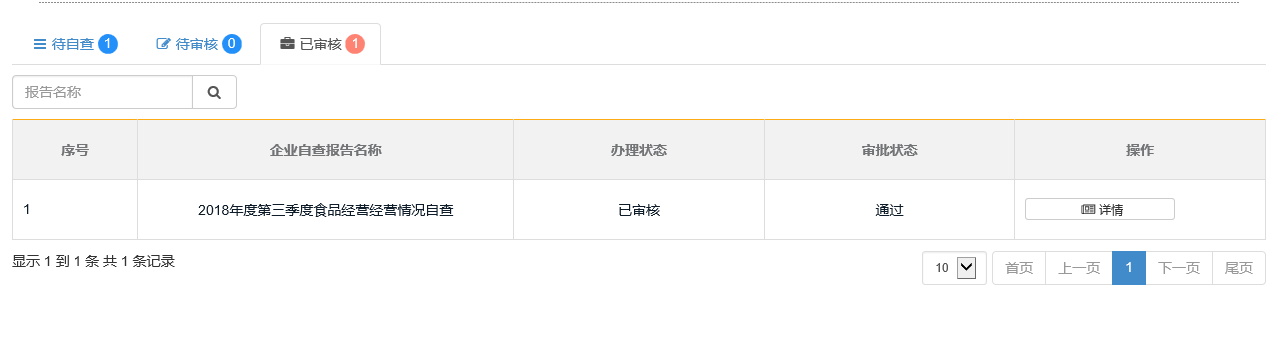 待自查 1 待审核 0 已审核 1
报告名称
序号 企业自查报告名称 办理状态 审批状态 操作
1 2018年度第三季度食品经营经营情况自查 已审核 通过 详情
显示 1 到 1 条 共 1 条记录 10 首页 上一页 1 下一页 尾页